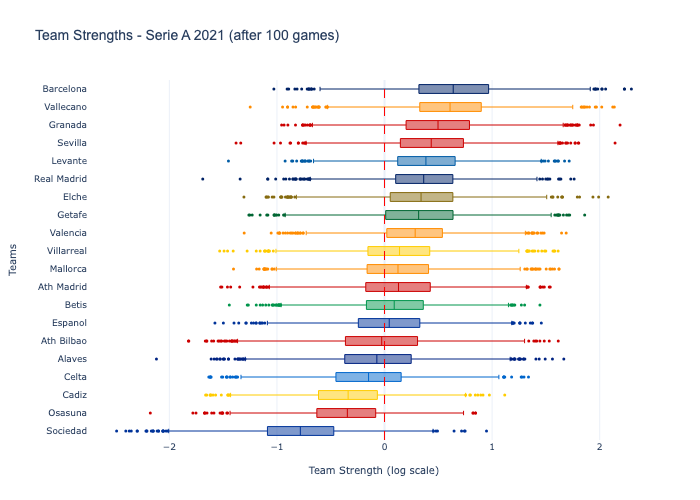 Team Strengths - Serie A 2021 (after 100 games)
Barcelona
Vallecano
Granada
Sevilla
Levante
Real Madrid
Elche
Getafe
Valencia
Villarreal
Mallorca
Ath Madrid
Betis
Espanol
Ath Bilbao
Alaves
Celta
Cadiz
Osasuna
Sociedad
Teams
−2 −1 0 1 2
Team Strength (log scale)